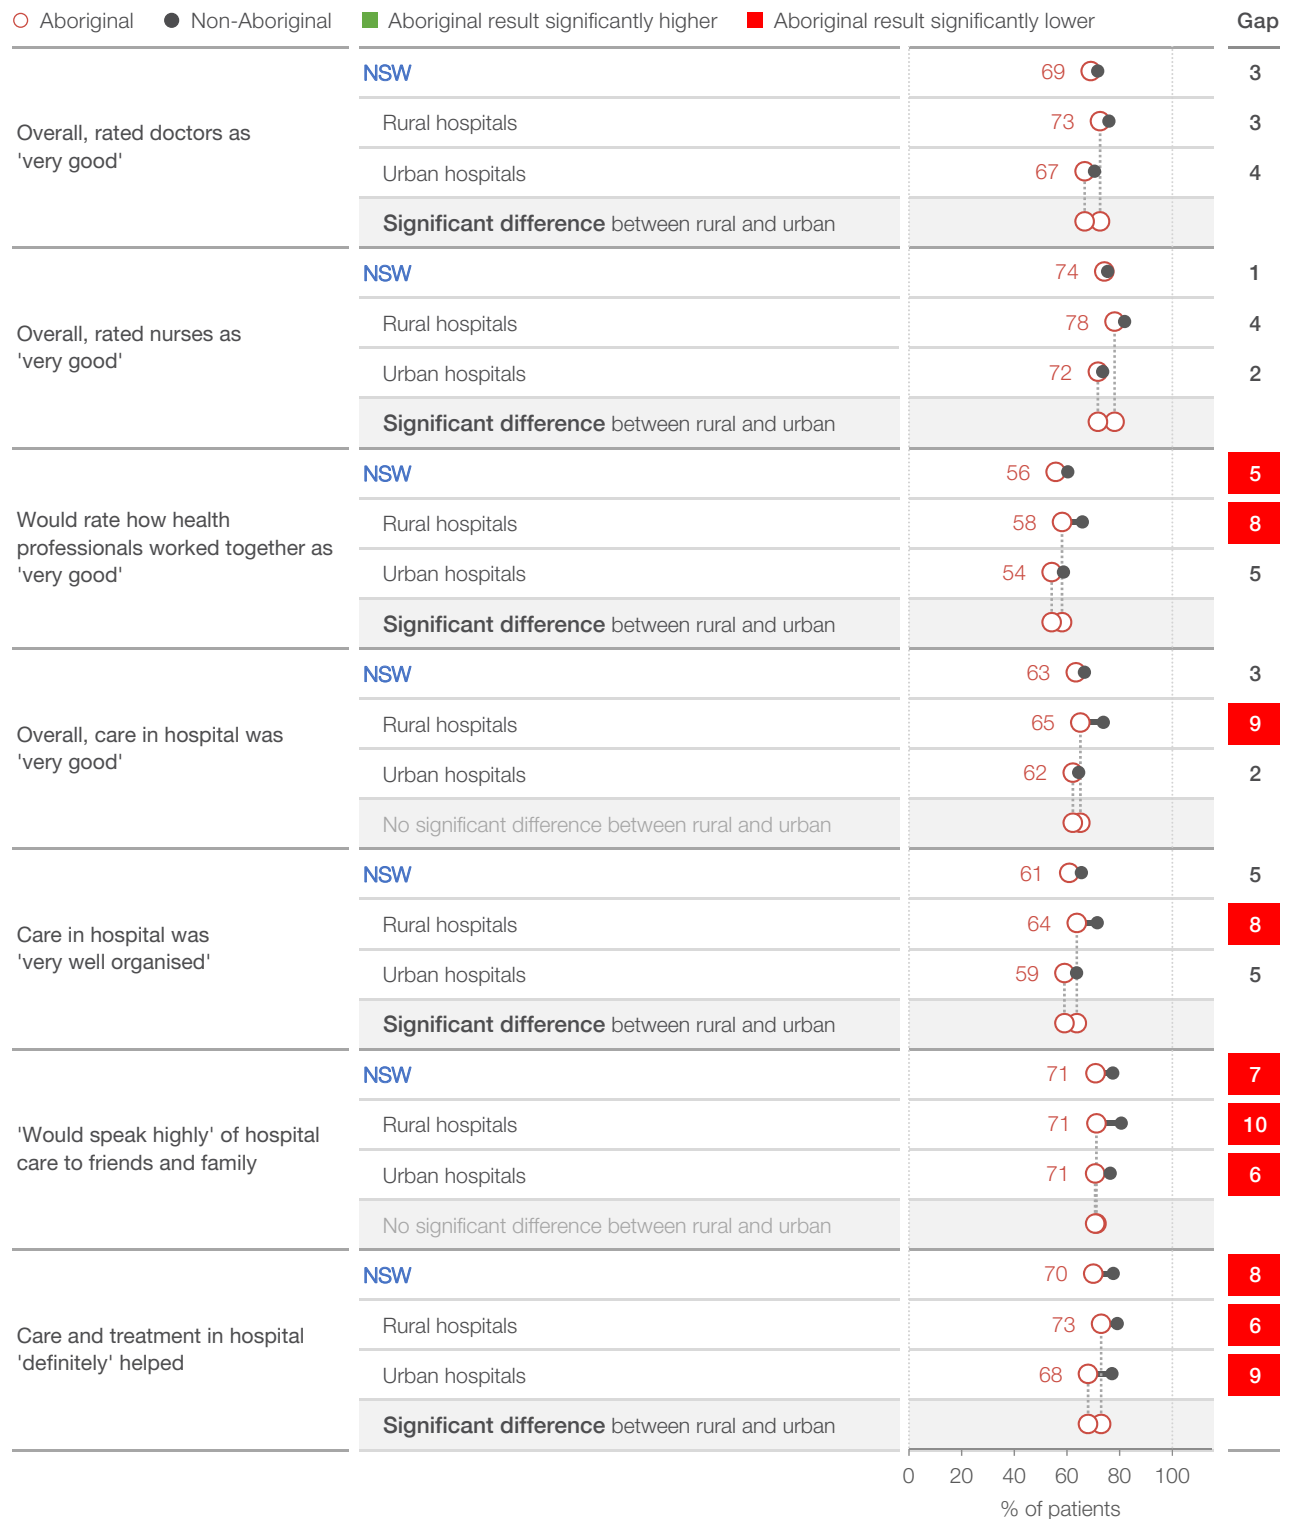 Aboriginal Non-Aboriginal Aboriginal result significantly higher Aboriginal result significantly lower Gap
Overall, rated doctors as
'very good'
NSW 69 3
Rural hospitals 73 3
Urban hospitals 67 4
Significant difference between rural and urban
Overall, rated nurses as
'very good'
NSW 74 1
Rural hospitals 78 4
Urban hospitals 72 2
Significant difference between rural and urban
Would rate how health
professionals worked together as
'very good'
NSW 56 5
Rural hospitals 58 8
Urban hospitals 54 5
Significant difference between rural and urban
Overall, care in hospital was
'very good'
NSW 63 3
Rural hospitals 65 9
Urban hospitals 62 2
No significant difference between rural and urban
Care in hospital was
'very well organised'
NSW 61 5
Rural hospitals 64 8
Urban hospitals 59 5
Significant difference between rural and urban
'Would speak highly' of hospital
care to friends and family
NSW 71 7
Rural hospitals 71 10
Urban hospitals 71 6
No significant difference between rural and urban
Care and treatment in hospital
'definitely' helped
NSW 70 8
Rural hospitals 73 6
Urban hospitals 68 9
Significant difference between rural and urban
0 20 40 60 80 100
% of patients